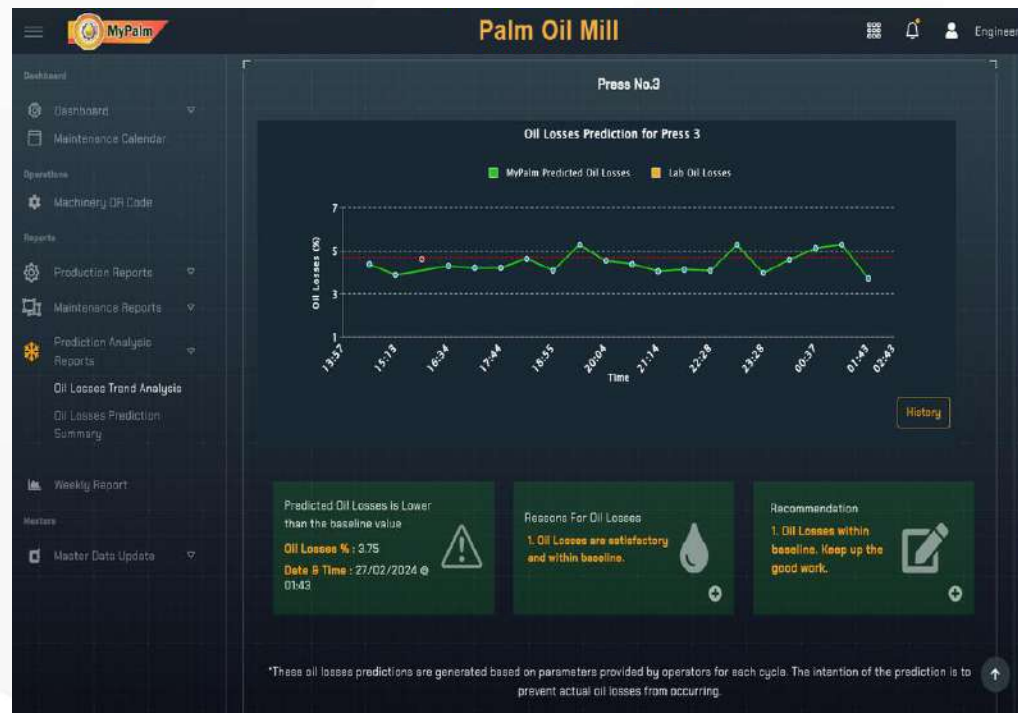 MyPalm
Palm Oil Mill
Engineer
Dashboard
Dashboard
Maintenance Calendar
Operations
Machinery QR Code
Reports
Production Reports
Maintenance Reports
Prediction Analysis
Reports
Oil Losses Trend Analysis
Oil Losses Prediction
Summary
Weekly Report
Masters
Master Data Update
Press No.3
Oil Losses Prediction for Press 3
MyPalm Predicted Oil Losses
Lab Oil Losses
Oil Losses (%)
7
5
3
1
13:57
15:13
16:34
17:44
18:55
20:04
21:14
22:28
23:28
00:37
01:43
02:43
Time
History
Predicted Oil Losses is Lower
than the baseline value
Oil Losses % : 3.75
Date & Time : 27/02/2024 @
01:43
Reasons For Oil Losses
1. Oil Losses are satisfactory
and within baseline.
Recommendation
1. Oil Losses within
baseline. Keep up the
good work.
*These oil losses predictions are generated based on parameters provided by operators for each cycle. The intention of the prediction is to
prevent actual oil losses from occurring.